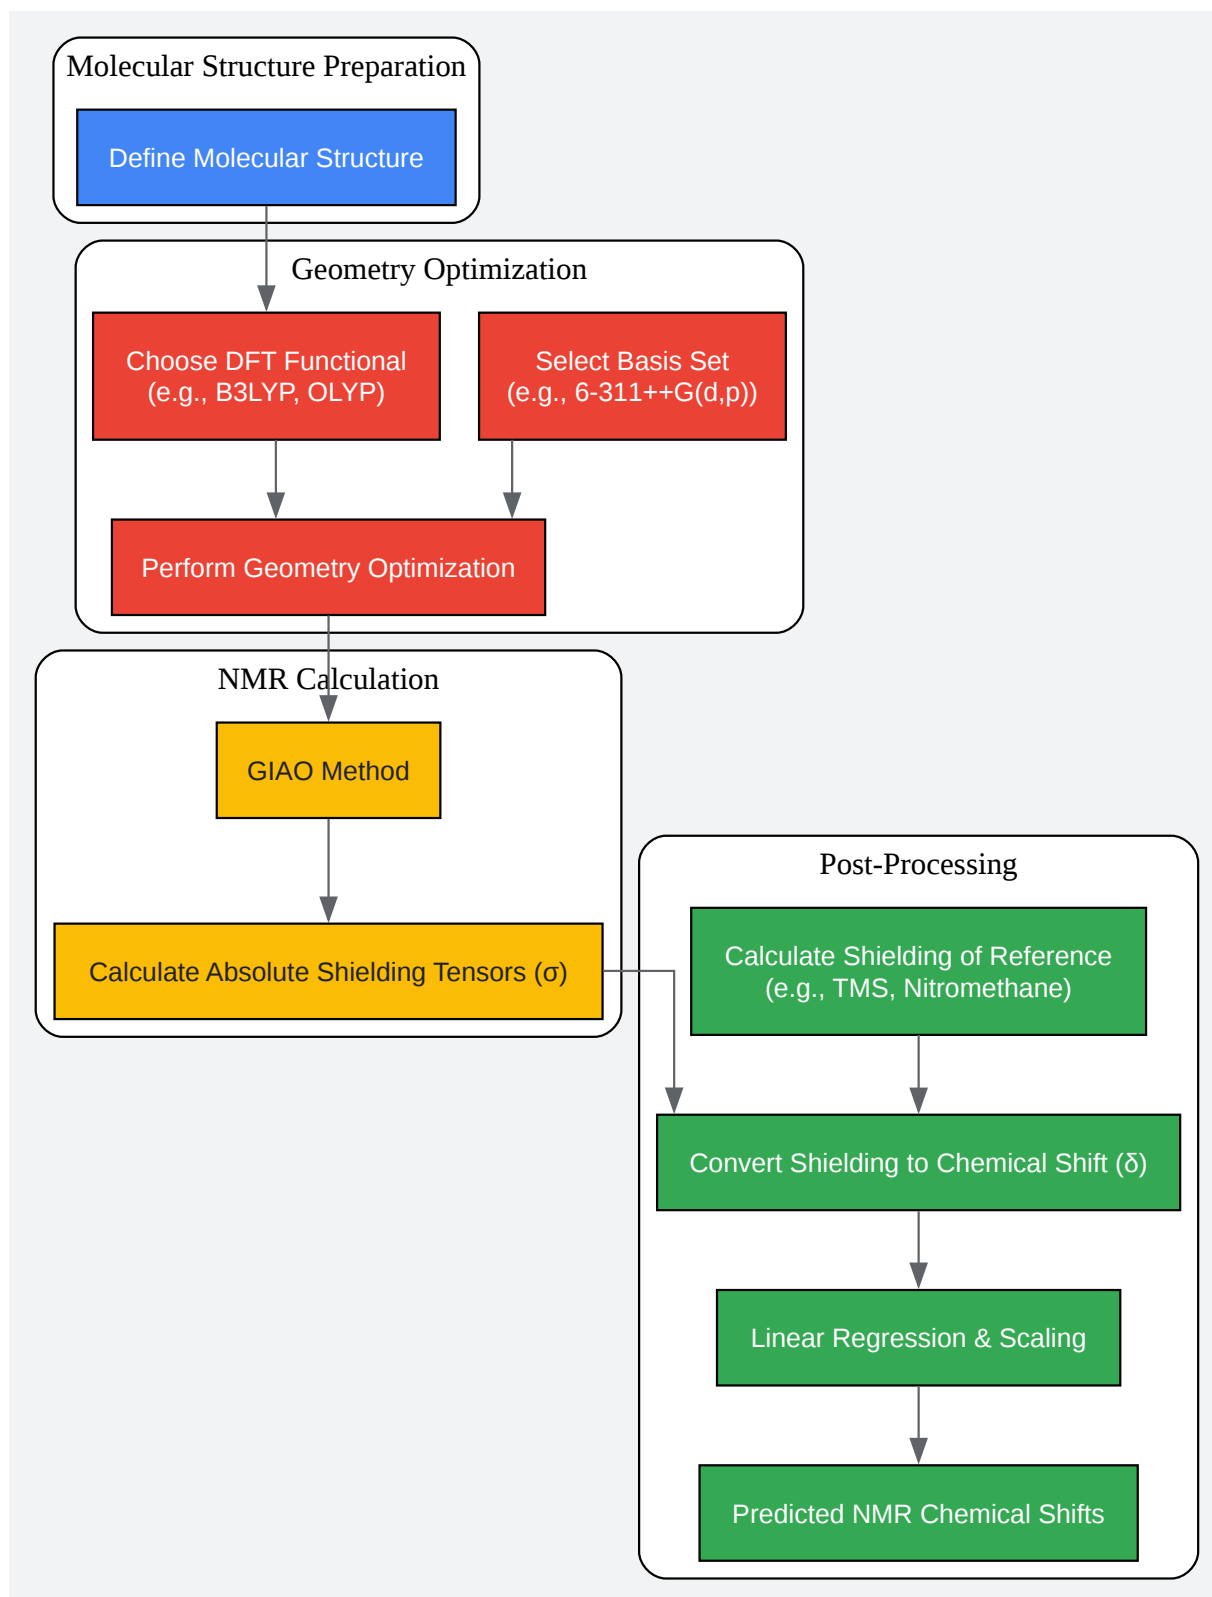 Molecular Structure Preparation
Define Molecular Structure
Geometry Optimization
Choose DFT Functional
(e.g., B3LYP, OLYP)
Select Basis Set
(e.g., 6-311++G(d,p))
Perform Geometry Optimization
NMR Calculation
GIAO Method
Calculate Absolute Shielding Tensors (σ)
Post-Processing
Calculate Shielding of Reference
(e.g., TMS, Nitromethane)
Convert Shielding to Chemical Shift (δ)
Linear Regression & Scaling
Predicted NMR Chemical Shifts